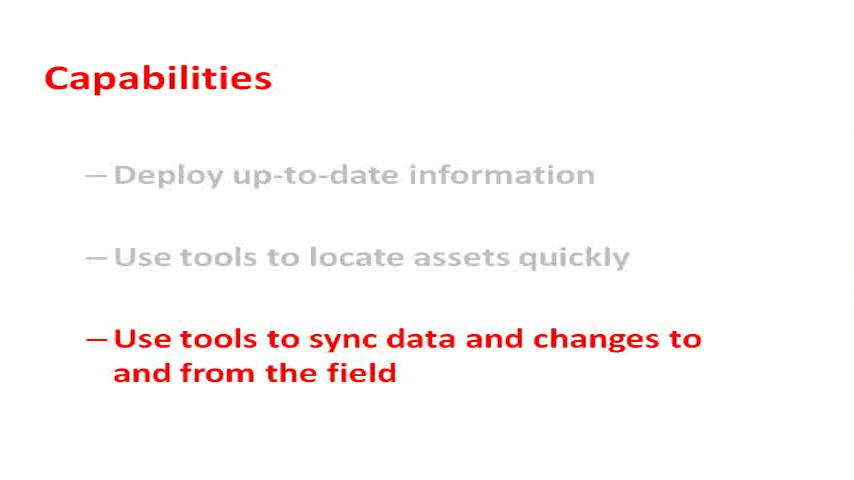 Capabilities
– Deploy up-to-date information
– Use tools to locate assets quickly
– Use tools to sync data and changes to
and from the field